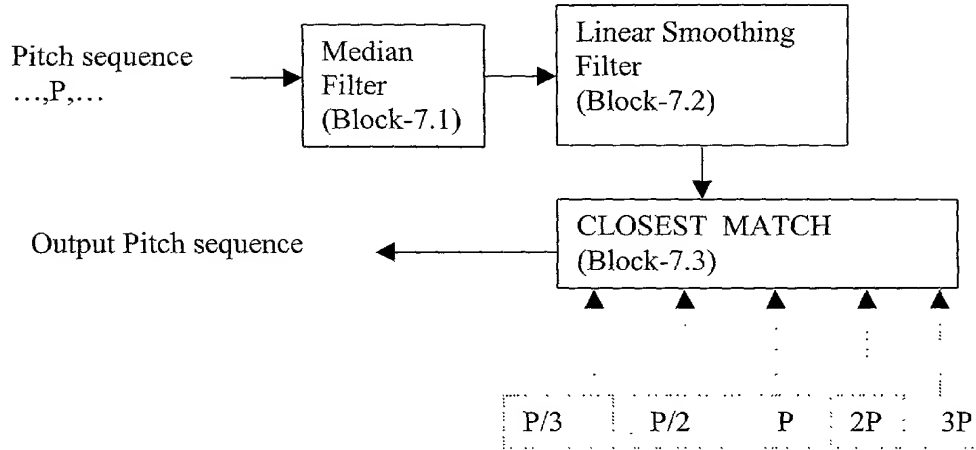 Pitch sequence
…,P,…
Median
Filter
(Block-7.1)
Linear Smoothing
Filter
(Block-7.2)
CLOSEST MATCH
(Block-7.3)
Output Pitch sequence
P/3 P/2 P 2P 3P